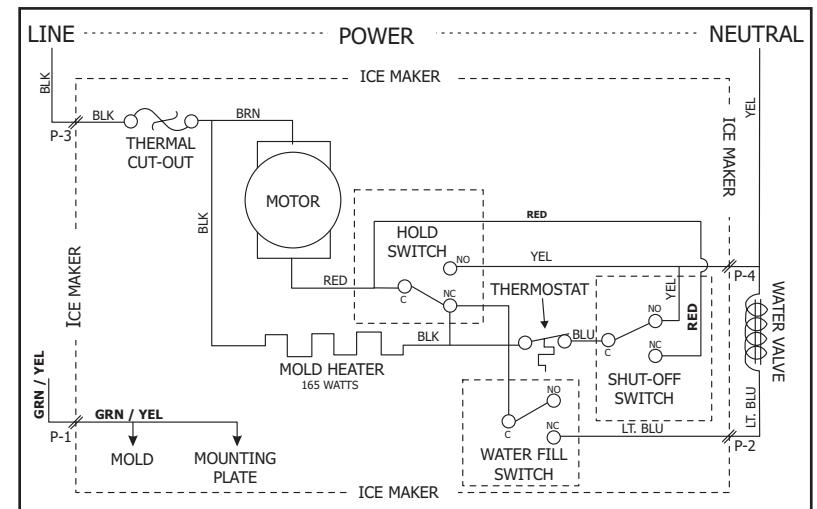 LINE POWER NEUTRAL
ICE MAKER
BLK
YEL
BLK
BRN
P-3
THERMAL
CUT-OUT
ICE MAKER
MOTOR
BLK
RED
HOLD
SWITCH
NO
YEL
P-4
RED
C
NC
THERMOSTAT
YEL
NO
RED
ICE MAKER
BLK
BLU
C
NC
WATER VALVE
MOLD HEATER
165 WATTS
SHUT-OFF
SWITCH
GRN / YEL
GRN / YEL
NO
LT. BLU
P-1
C
NC
LT. BLU
P-2
MOLD
MOUNTING
PLATE
WATER FILL
SWITCH
ICE MAKER